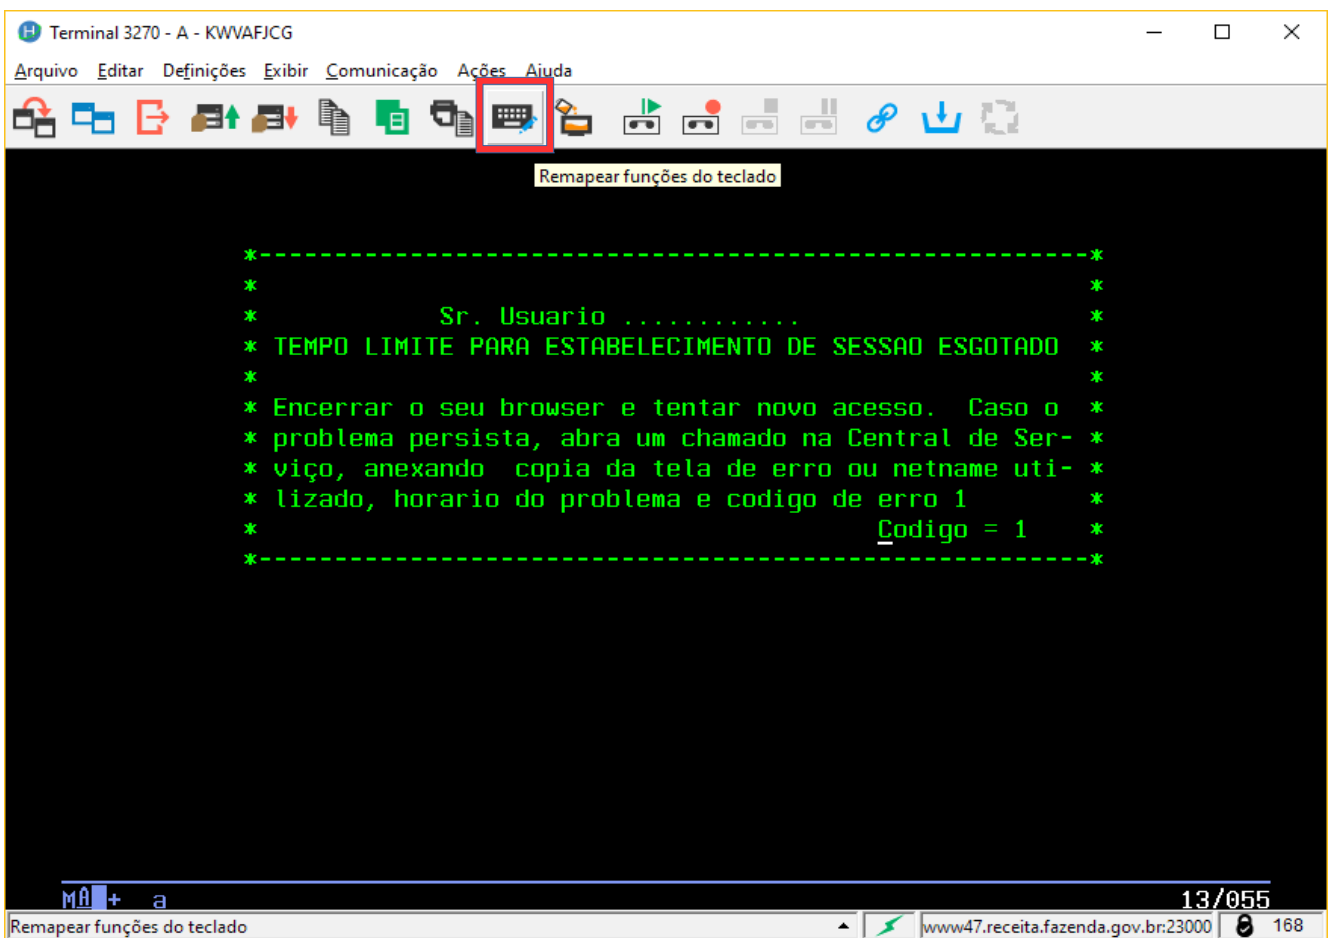 Terminal 3270 - A - KWVAFJCG
Arquivo Editar Definições Exibir Comunicação Ações Ajuda
Remapear funções do teclado
*--------------------------------------------------------*
* *
* Sr. Usuario ............ *
* TEMPO LIMITE PARA ESTABELECIMENTO DE SESSAO ESGOTADO *
* *
* Encerrar o seu browser e tentar novo acesso. Caso o *
* problema persista, abra um chamado na Central de Ser- *
* viço, anexando copia da tela de erro ou netname uti- *
* lizado, horario do problema e codigo de erro 1 *
* Codigo = 1 *
*--------------------------------------------------------*
MA + a 13/055
Remapear funções do teclado www47.receita.fazenda.gov.br:23000 168